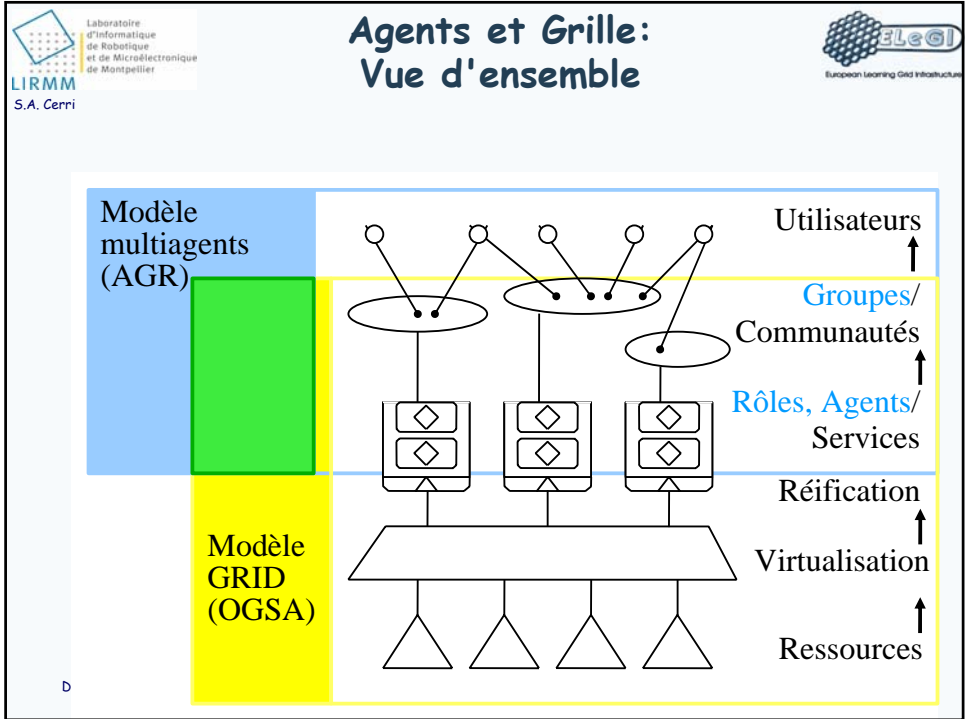 Laboratoire
d'Informatique
de Robotique
et de Microélectronique
de Montpellier
LIRMM
S.A. Cerri
Agents et Grille:
Vue d'ensemble
ELeGI
European Learning Grid Infrastructure
Modèle
multiagents
(AGR)
Utilisateurs
Groupes/
Communautés
Rôles, Agents/
Services
Réification
Modèle
GRID
(OGSA)
Virtualisation
Ressources
D